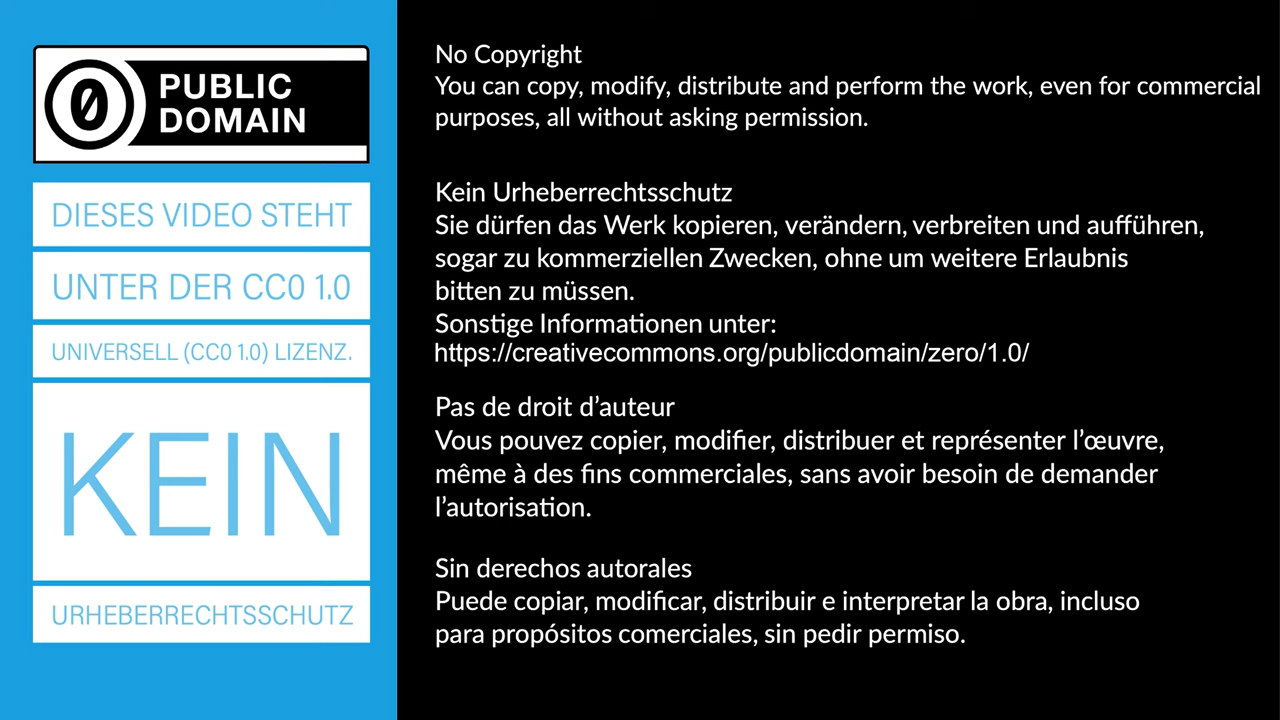 0
PUBLIC
DOMAIN
DIESES VIDEO STEHT
UNTER DER CC0 1.0
UNIVERSELL (CC0 1.0) LIZENZ.
KEIN
URHEBERRECHTSSCHUTZ
No Copyright
You can copy, modify, distribute and perform the work, even for commercial
purposes, all without asking permission.
Kein Urheberrechtsschutz
Sie dürfen das Werk kopieren, verändern, verbreiten und aufführen,
sogar zu kommerziellen Zwecken, ohne um weitere Erlaubnis
bitten zu müssen.
Sonstige Informationen unter:
https://creativecommons.org/publicdomain/zero/1.0/
Pas de droit d’auteur
Vous pouvez copier, modifier, distribuer et représenter l’œuvre,
même à des fins commerciales, sans avoir besoin de demander
l’autorisation.
Sin derechos autorales
Puede copiar, modificar, distribuir e interpretar la obra, incluso
para propósitos comerciales, sin pedir permiso.